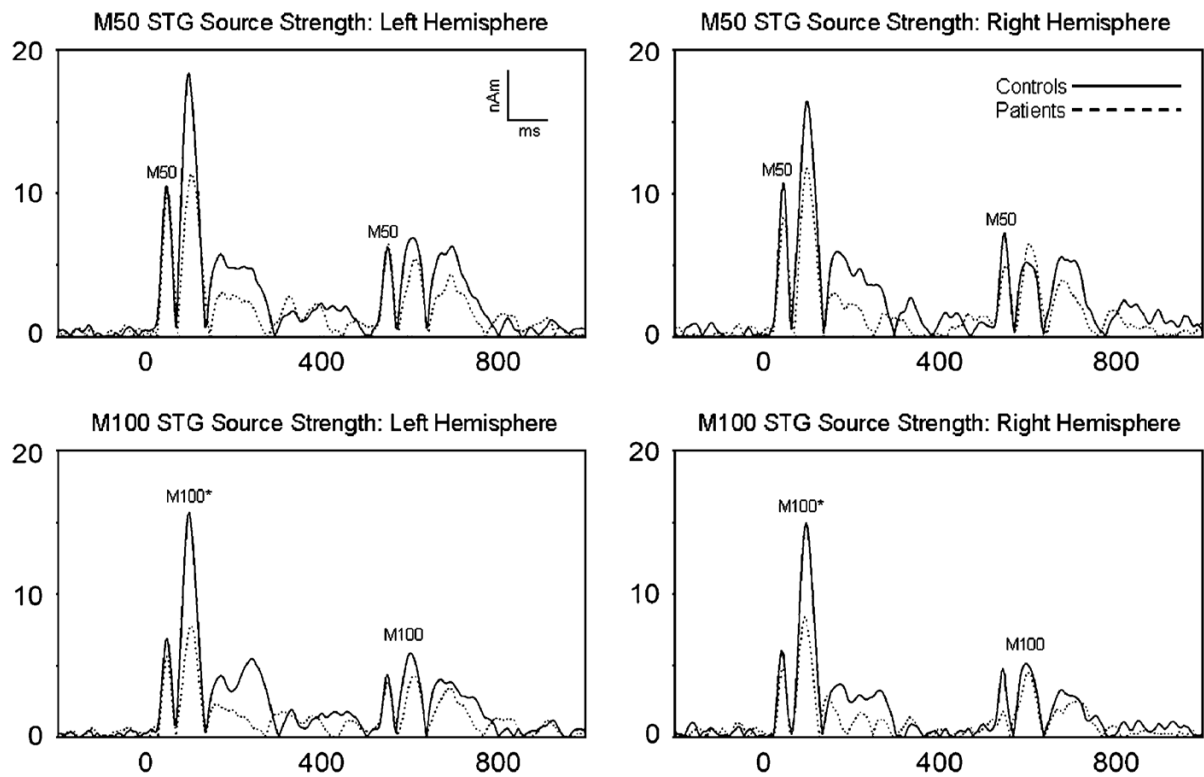 M50 STG Source Strength: Left Hemisphere
20
10
0
nAm
ms
M50
M50
0 400 800
M50 STG Source Strength: Right Hemisphere
20
10
0
Controls
Patients
M50
M50
0 400 800
M100 STG Source Strength: Left Hemisphere
20
10
0
M100*
M100
0 400 800
M100 STG Source Strength: Right Hemisphere
20
10
0
M100*
M100
0 400 800